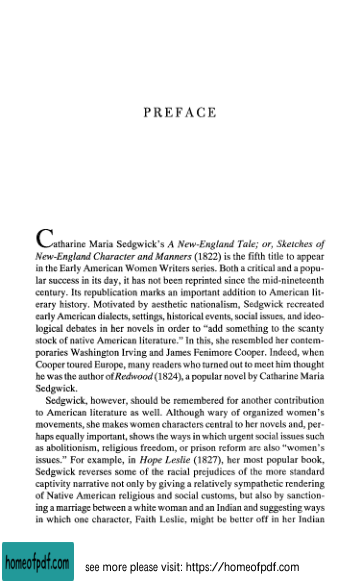 PREFACE
Catharine Maria Sedgwick's A New-England Tale; or, Sketches of
New-England Character and Manners (1822) is the fifth title to appear
in the Early American Women Writers series. Both a critical and a popu-
lar success in its day, it has not been reprinted since the mid-nineteenth
century. Its republication marks an important addition to American lit-
erary history. Motivated by aesthetic nationalism, Sedgwick recreated
early American dialects, settings, historical events, social issues, and ideo-
logical debates in her novels in order to "add something to the scanty
stock of native American literature." In this, she resembled her contem-
poraries Washington Irving and James Fenimore Cooper. Indeed, when
Cooper toured Europe, many readers who turned out to meet him thought
he was the author of Redwood (1824), a popular novel by Catharine Maria
Sedgwick.
Sedgwick, however, should be remembered for another contribution
to American literature as well. Although wary of organized women's
movements, she makes women characters central to her novels and, per-
haps equally important, shows the ways in which urgent social issues such
as abolitionism, religious freedom, or prison reform are also "women's
issues." For example, in Hope Leslie (1827), her most popular book,
Sedgwick reverses some of the racial prejudices of the more standard
captivity narrative not only by giving a relatively sympathetic rendering
of Native American religious and social customs, but also by sanction-
ing a marriage between a white woman and an Indian and suggesting ways
in which one character, Faith Leslie, might be better off in her Indian
homeofpdf.com
see more please visit: https://homeofpdf.com